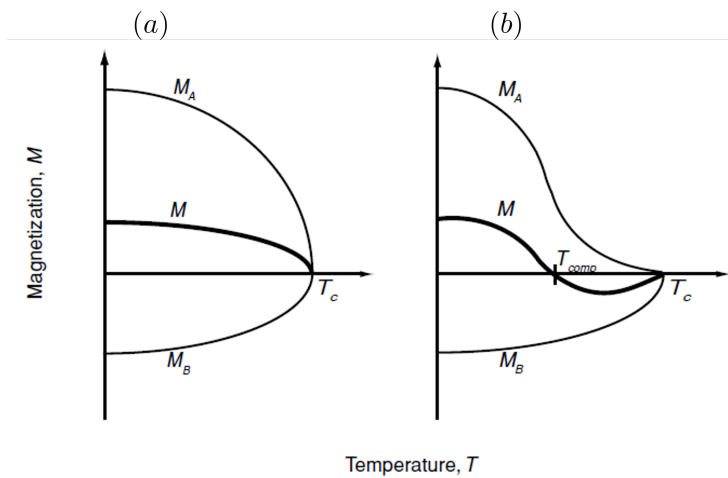 (a)
(b)
Magnetization, M
M_A
M
T_c
M_B
M_A
M
T_comp
T_c
M_B
Temperature, T